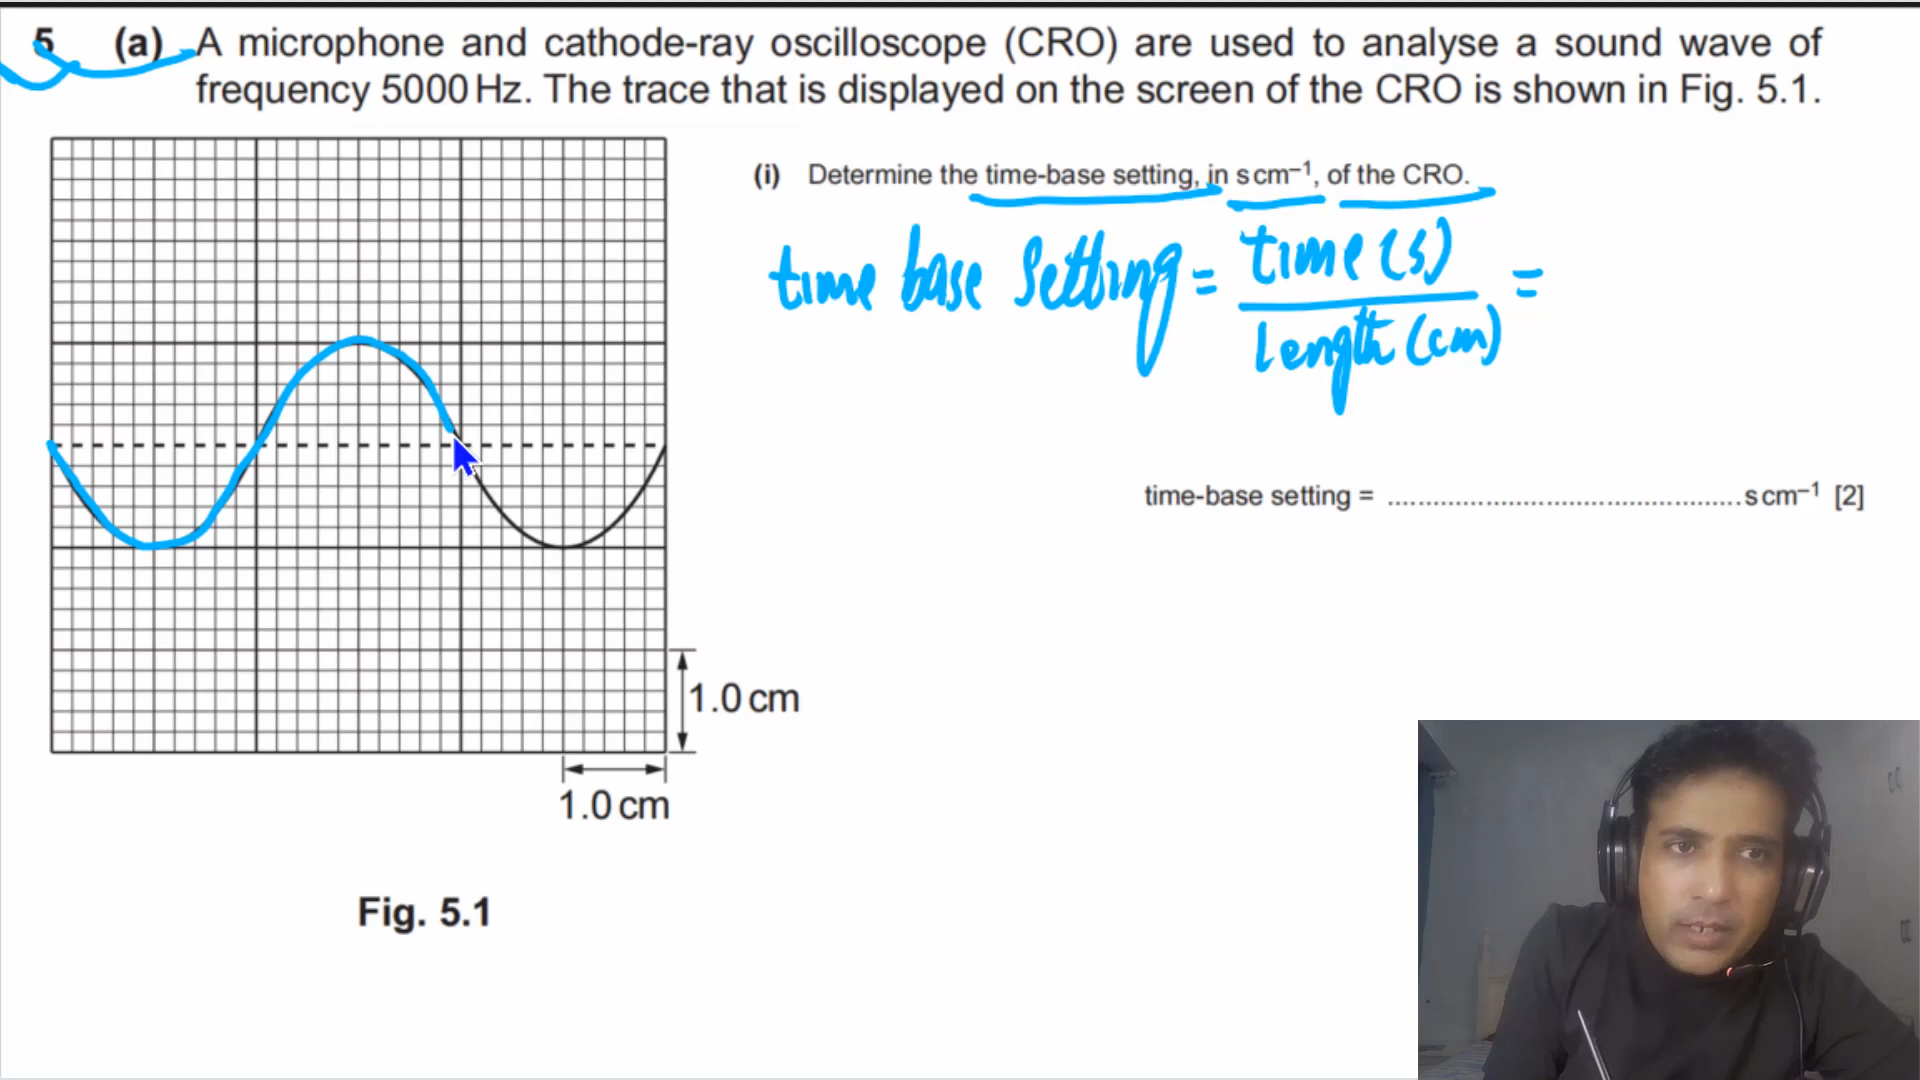 5 (a) A microphone and cathode-ray oscilloscope (CRO) are used to analyse a sound wave of
frequency 5000 Hz. The trace that is displayed on the screen of the CRO is shown in Fig. 5.1.
(i) Determine the time-base setting, in s cm⁻¹, of the CRO.
time base setting = time (s) =
length (cm)
time-base setting = ............................................. s cm⁻¹ [2]
1.0 cm
1.0 cm
Fig. 5.1